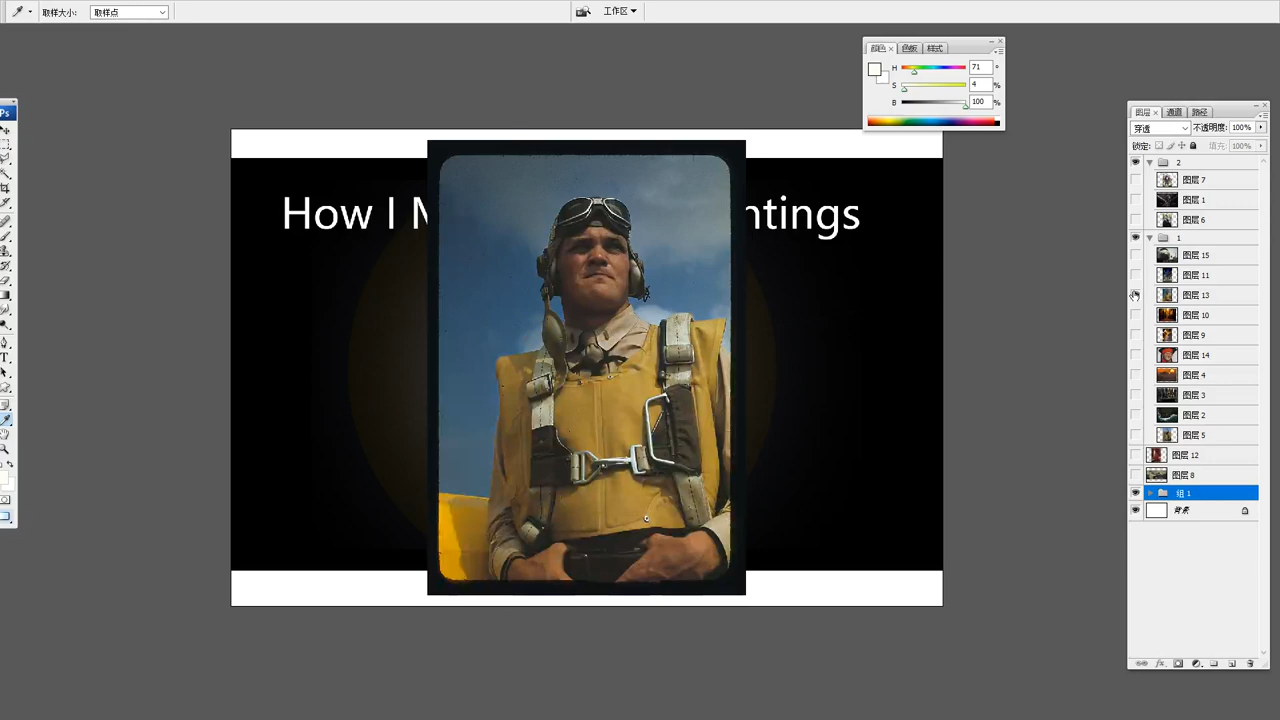 取样大小: 取样点 工作区
颜色 × 色板 样式
H 71 °
S 4 %
B 100 %
Ps
图层 × 通道 路径
穿透 不透明度: 100%
锁定: 填充: 100%
2
图层 7
图层 1
图层 6
1
图层 15
图层 11
图层 13
图层 10
图层 9
图层 14
图层 4
图层 3
图层 2
图层 5
图层 12
图层 8
组 1
背景
How I M ntings
T
fx